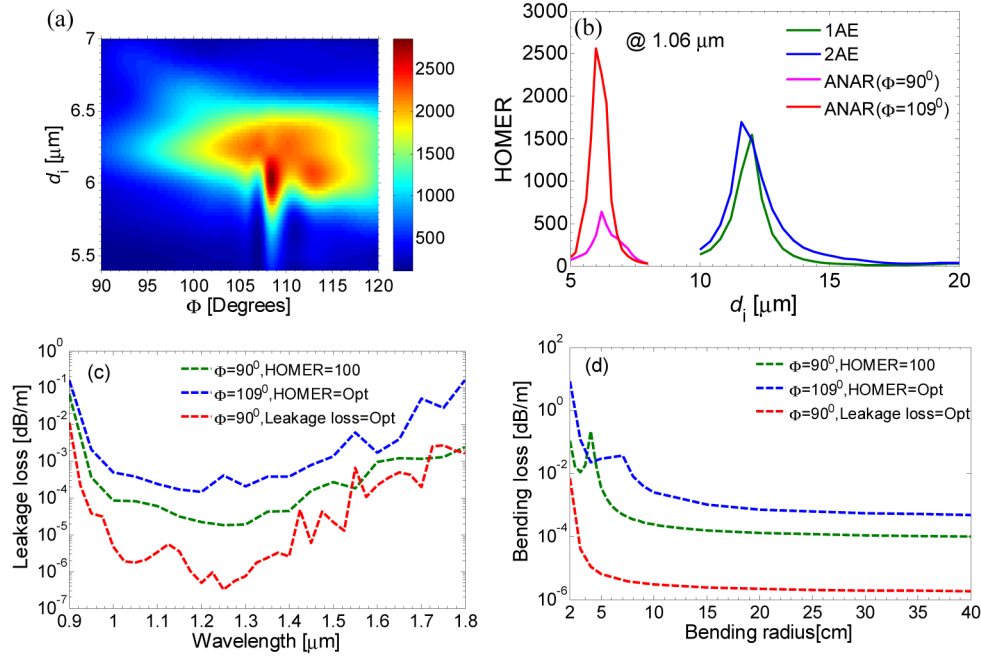 (a)
7
6.5
6
5.5
d_i [μm]
90 95 100 105 110 115 120
Φ [Degrees]
2500
2000
1500
1000
500
(b)
@ 1.06 μm
1AE
2AE
ANAR(Φ=90⁰)
ANAR(Φ=109⁰)
3000
2500
2000
1500
1000
500
0
HOMER
5 10 15 20
d_i [μm]
(c)
Φ=90⁰,HOMER=100
Φ=109⁰,HOMER=Opt
Φ=90⁰,Leakage loss=Opt
10⁰
10⁻¹
10⁻²
10⁻³
10⁻⁴
10⁻⁵
10⁻⁶
10⁻⁷
Leakage loss [dB/m]
0.9 1 1.1 1.2 1.3 1.4 1.5 1.6 1.7 1.8
Wavelength [μm]
(d)
Φ=90⁰,HOMER=100
Φ=109⁰,HOMER=Opt
Φ=90⁰,Leakage loss=Opt
10²
10⁰
10⁻²
10⁻⁴
10⁻⁶
Bending loss [dB/m]
2 5 10 15 20 25 30 35 40
Bending radius[cm]